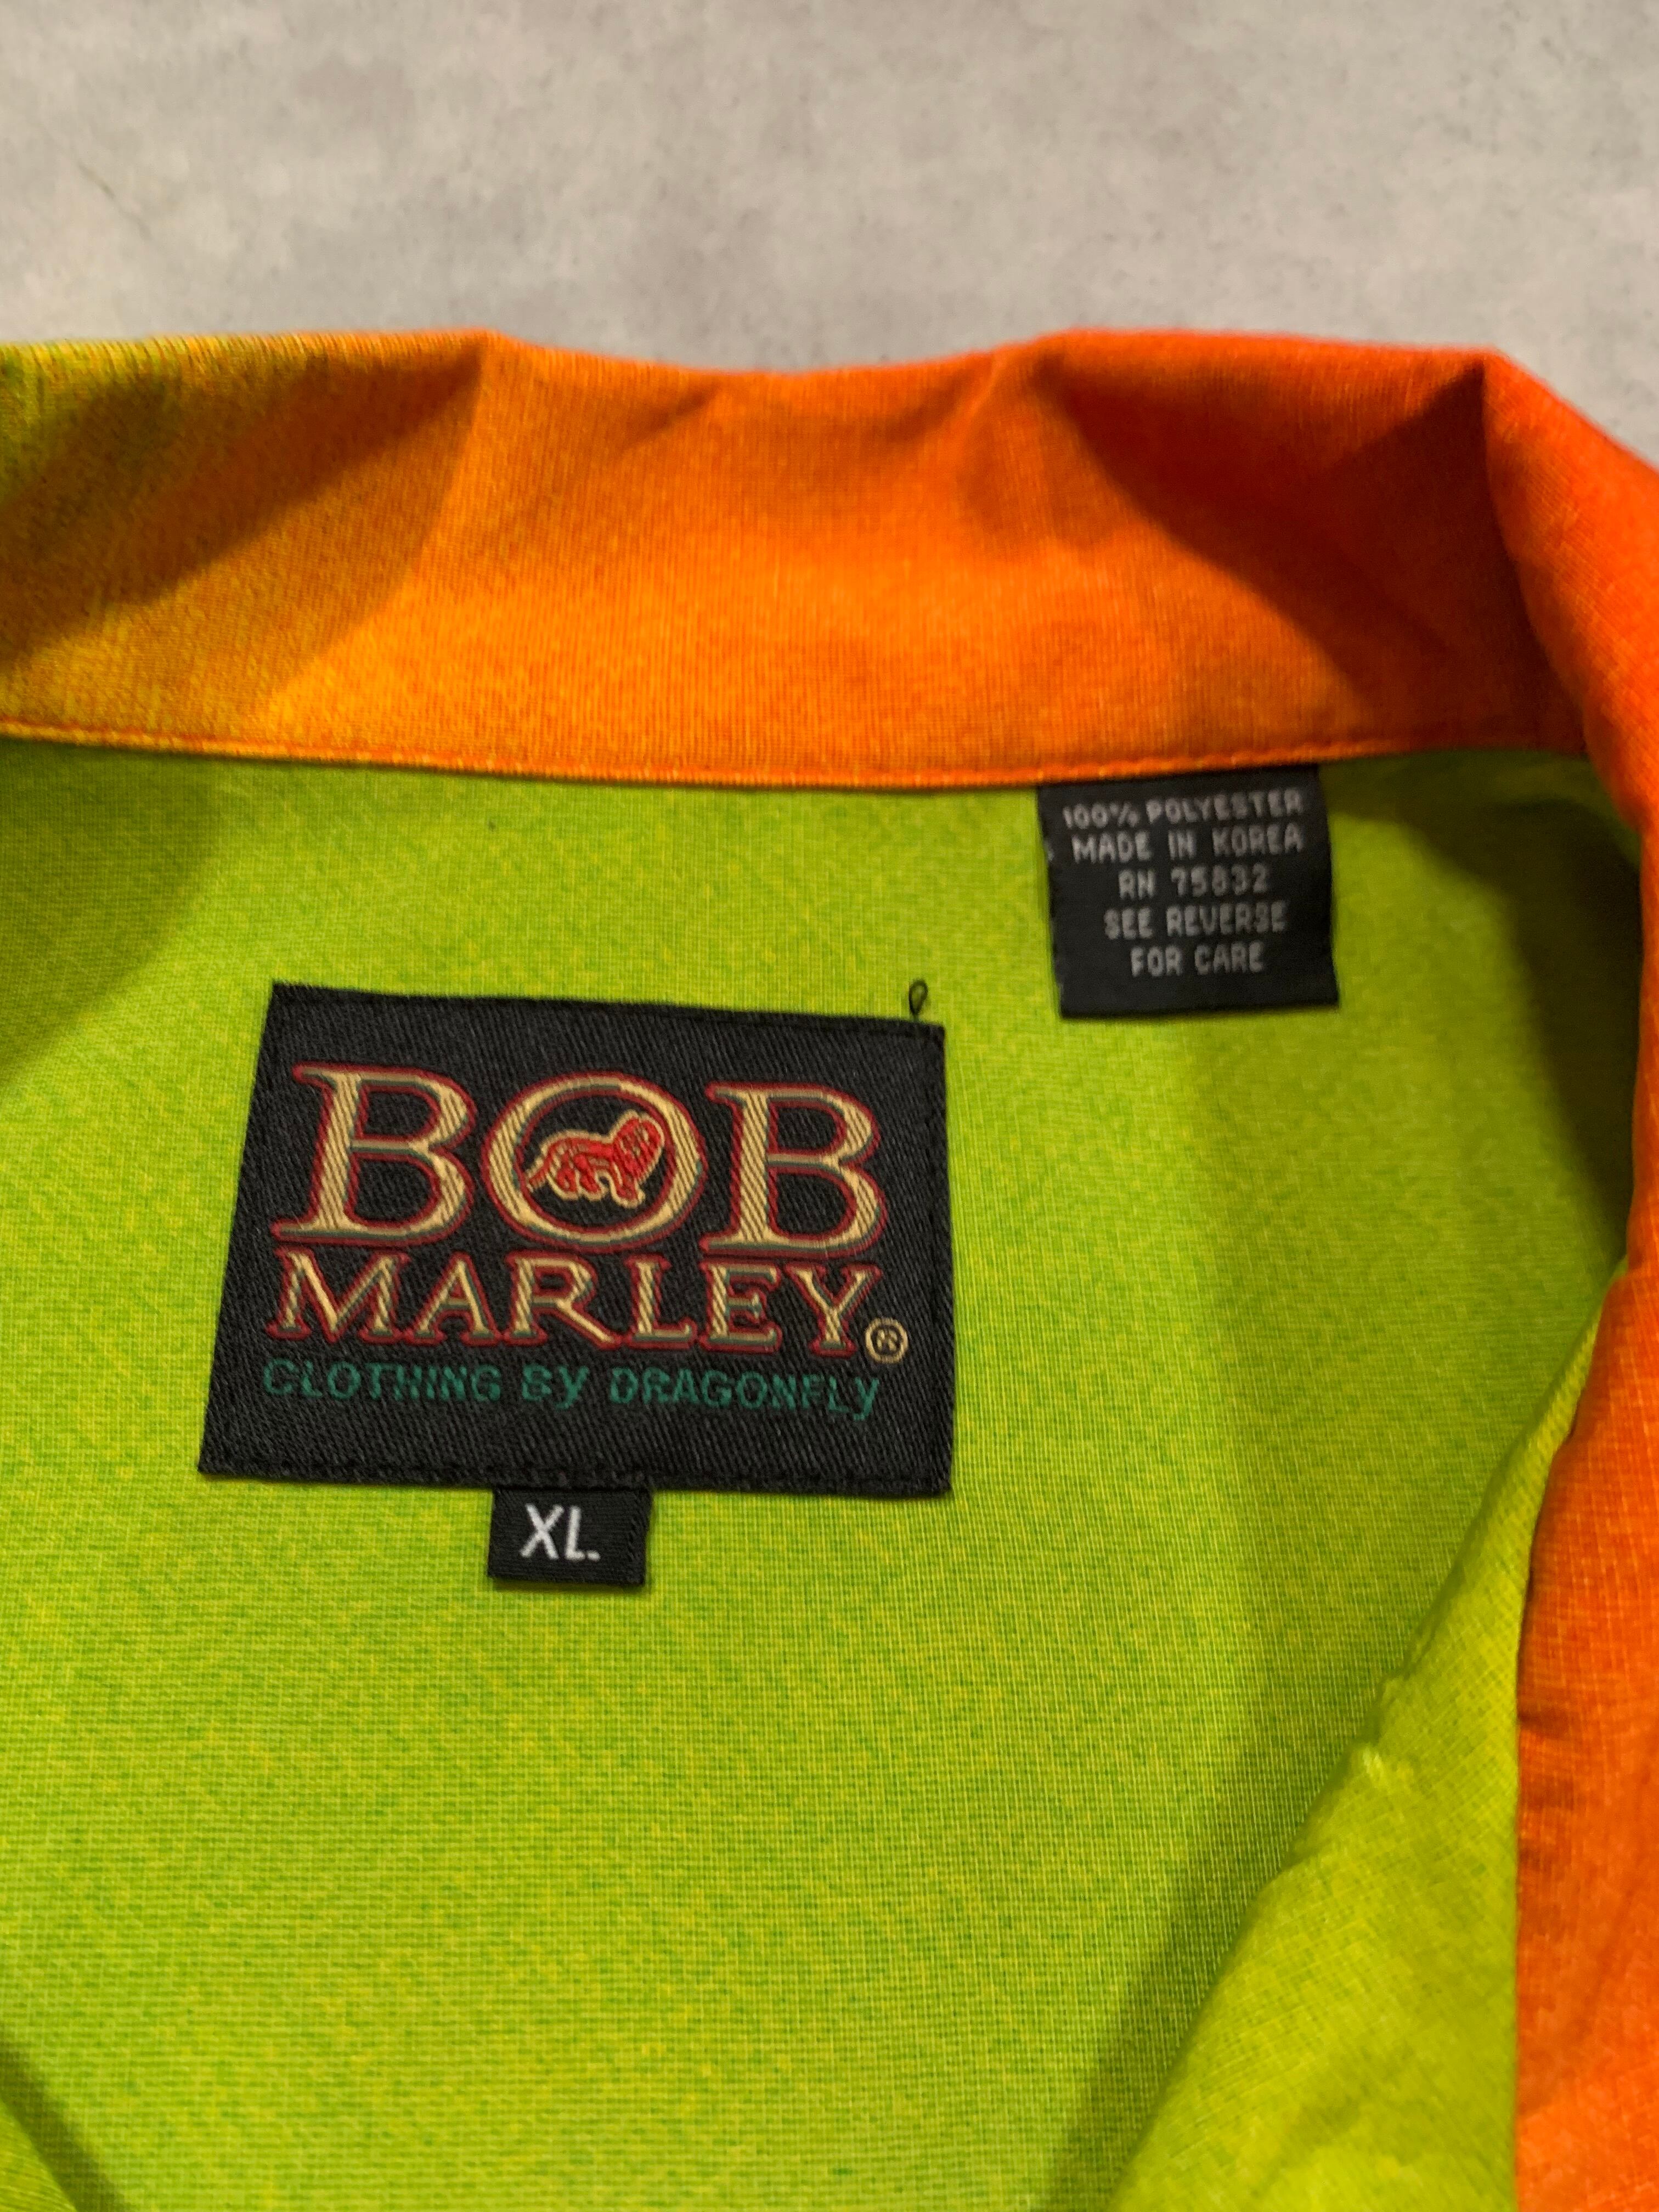 100% POLYESTER
MADE IN KOREA
RN 75832
SEE REVERSE
FOR CARE
BOB
MARLEY®
CLOTHING By DRAGONFLy
XL